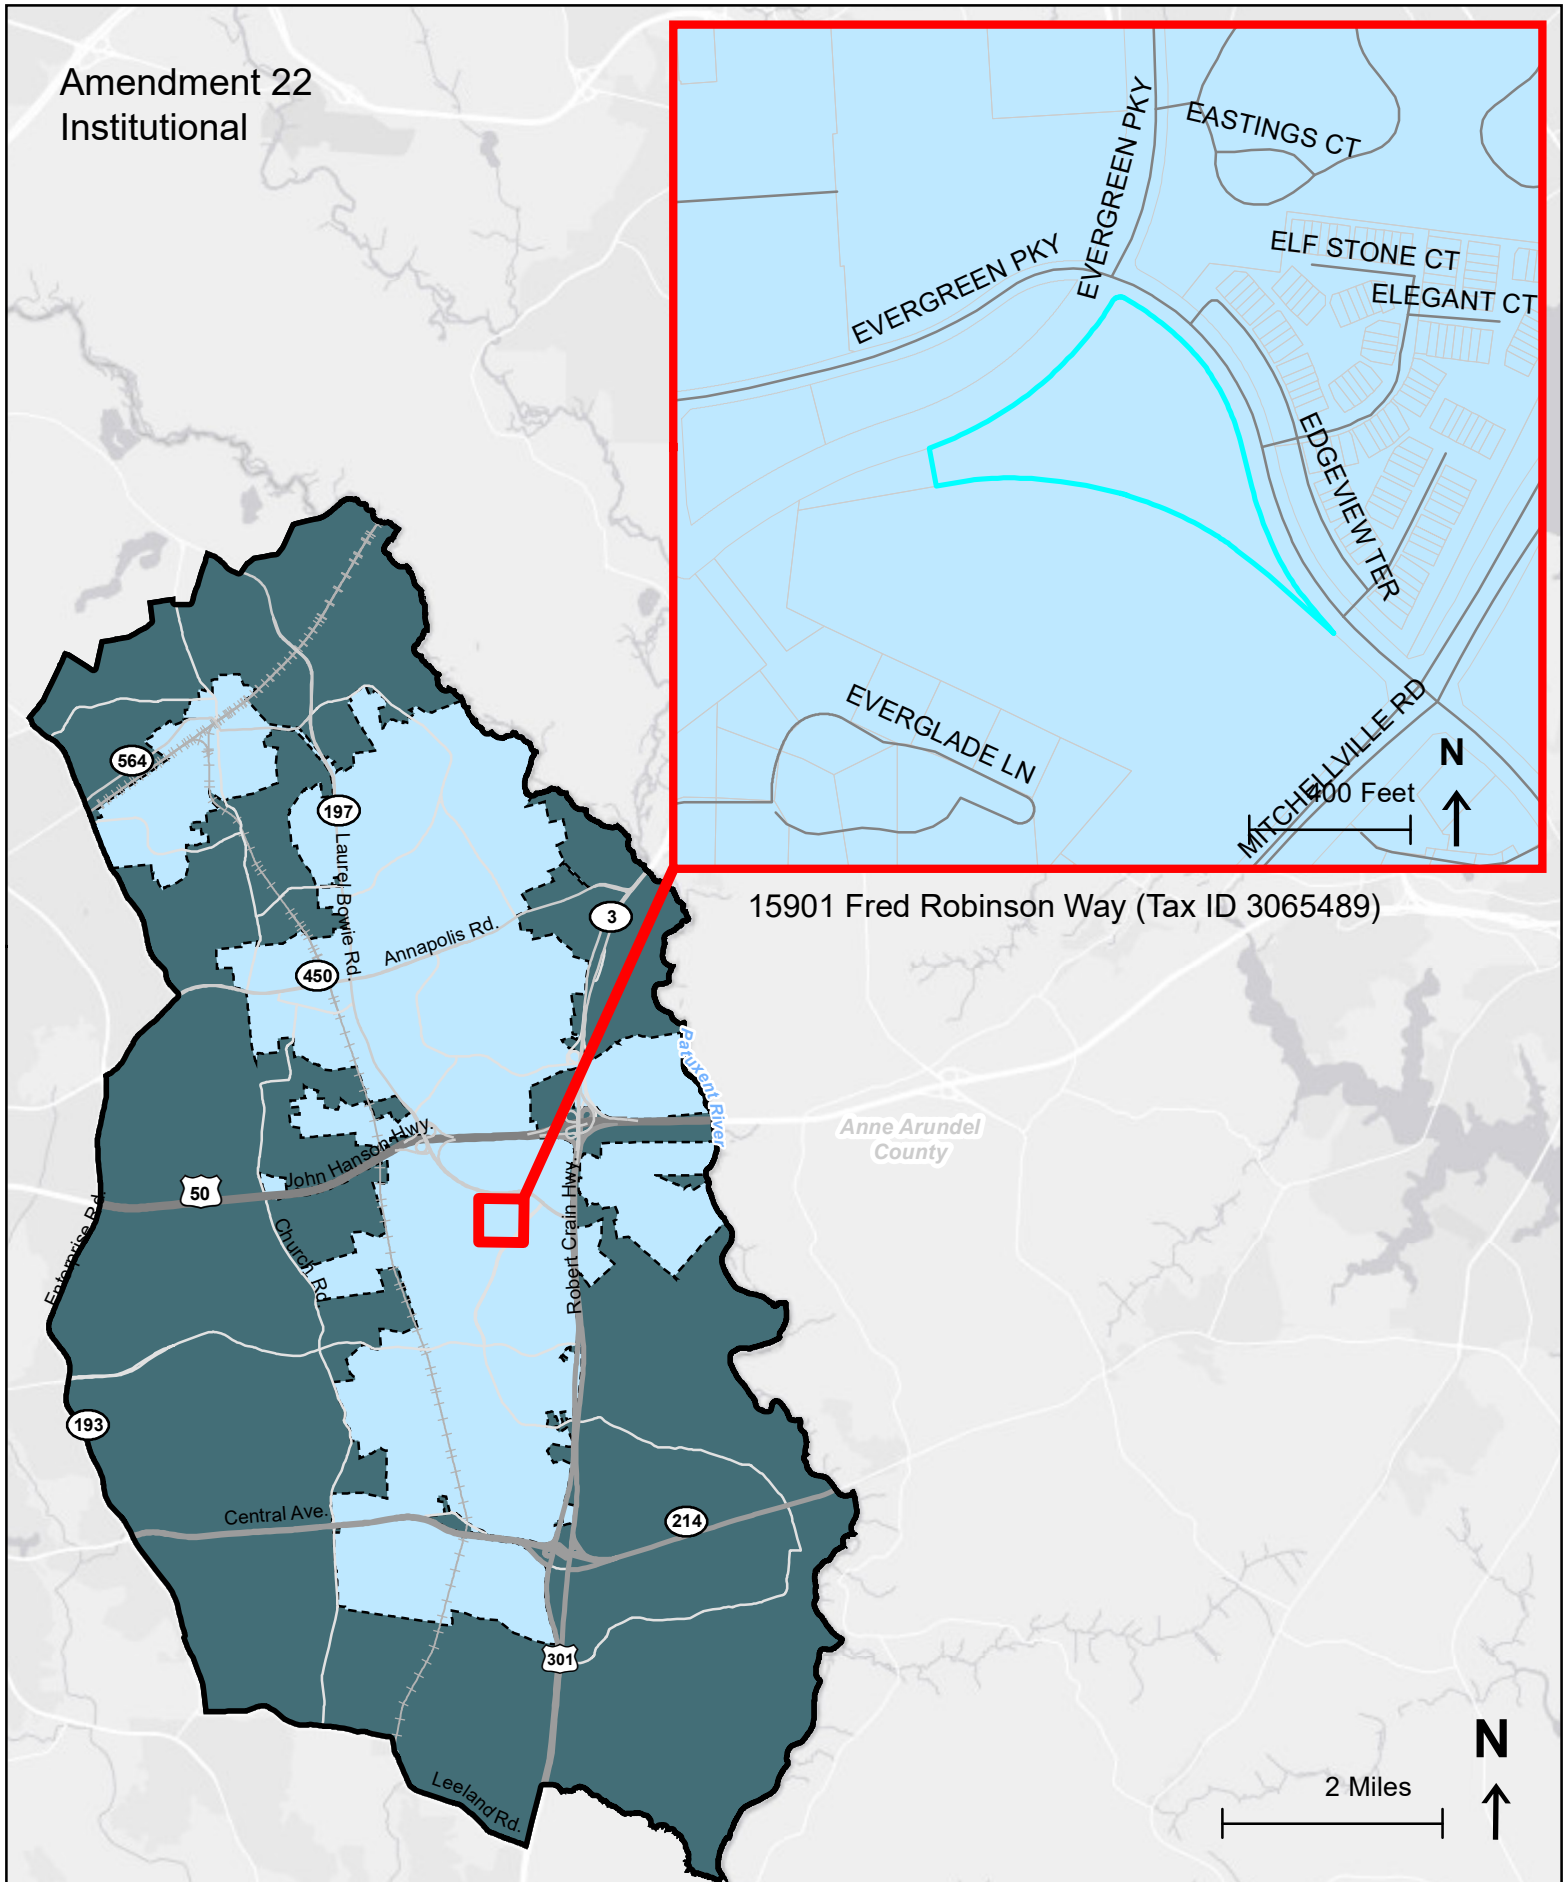 Amendment 22
Institutional
EVERGREEN PKY
EASTINGS CT
EVERGREEN PKY
ELF STONE CT
ELEGANT CT
EDGEVIEW TER
EVERGLADE LN
MITCHELLVILLE RD
N
400 Feet
15901 Fred Robinson Way (Tax ID 3065489)
564
197
Laurel Bowie Rd.
3
Annapolis Rd.
450
Patuxent River
Anne Arundel
County
John Hanson Hwy.
50
Enterprise Rd.
Church Rd.
Robert Crain Hwy.
193
Central Ave.
214
301
Leeland Rd.
N
2 Miles